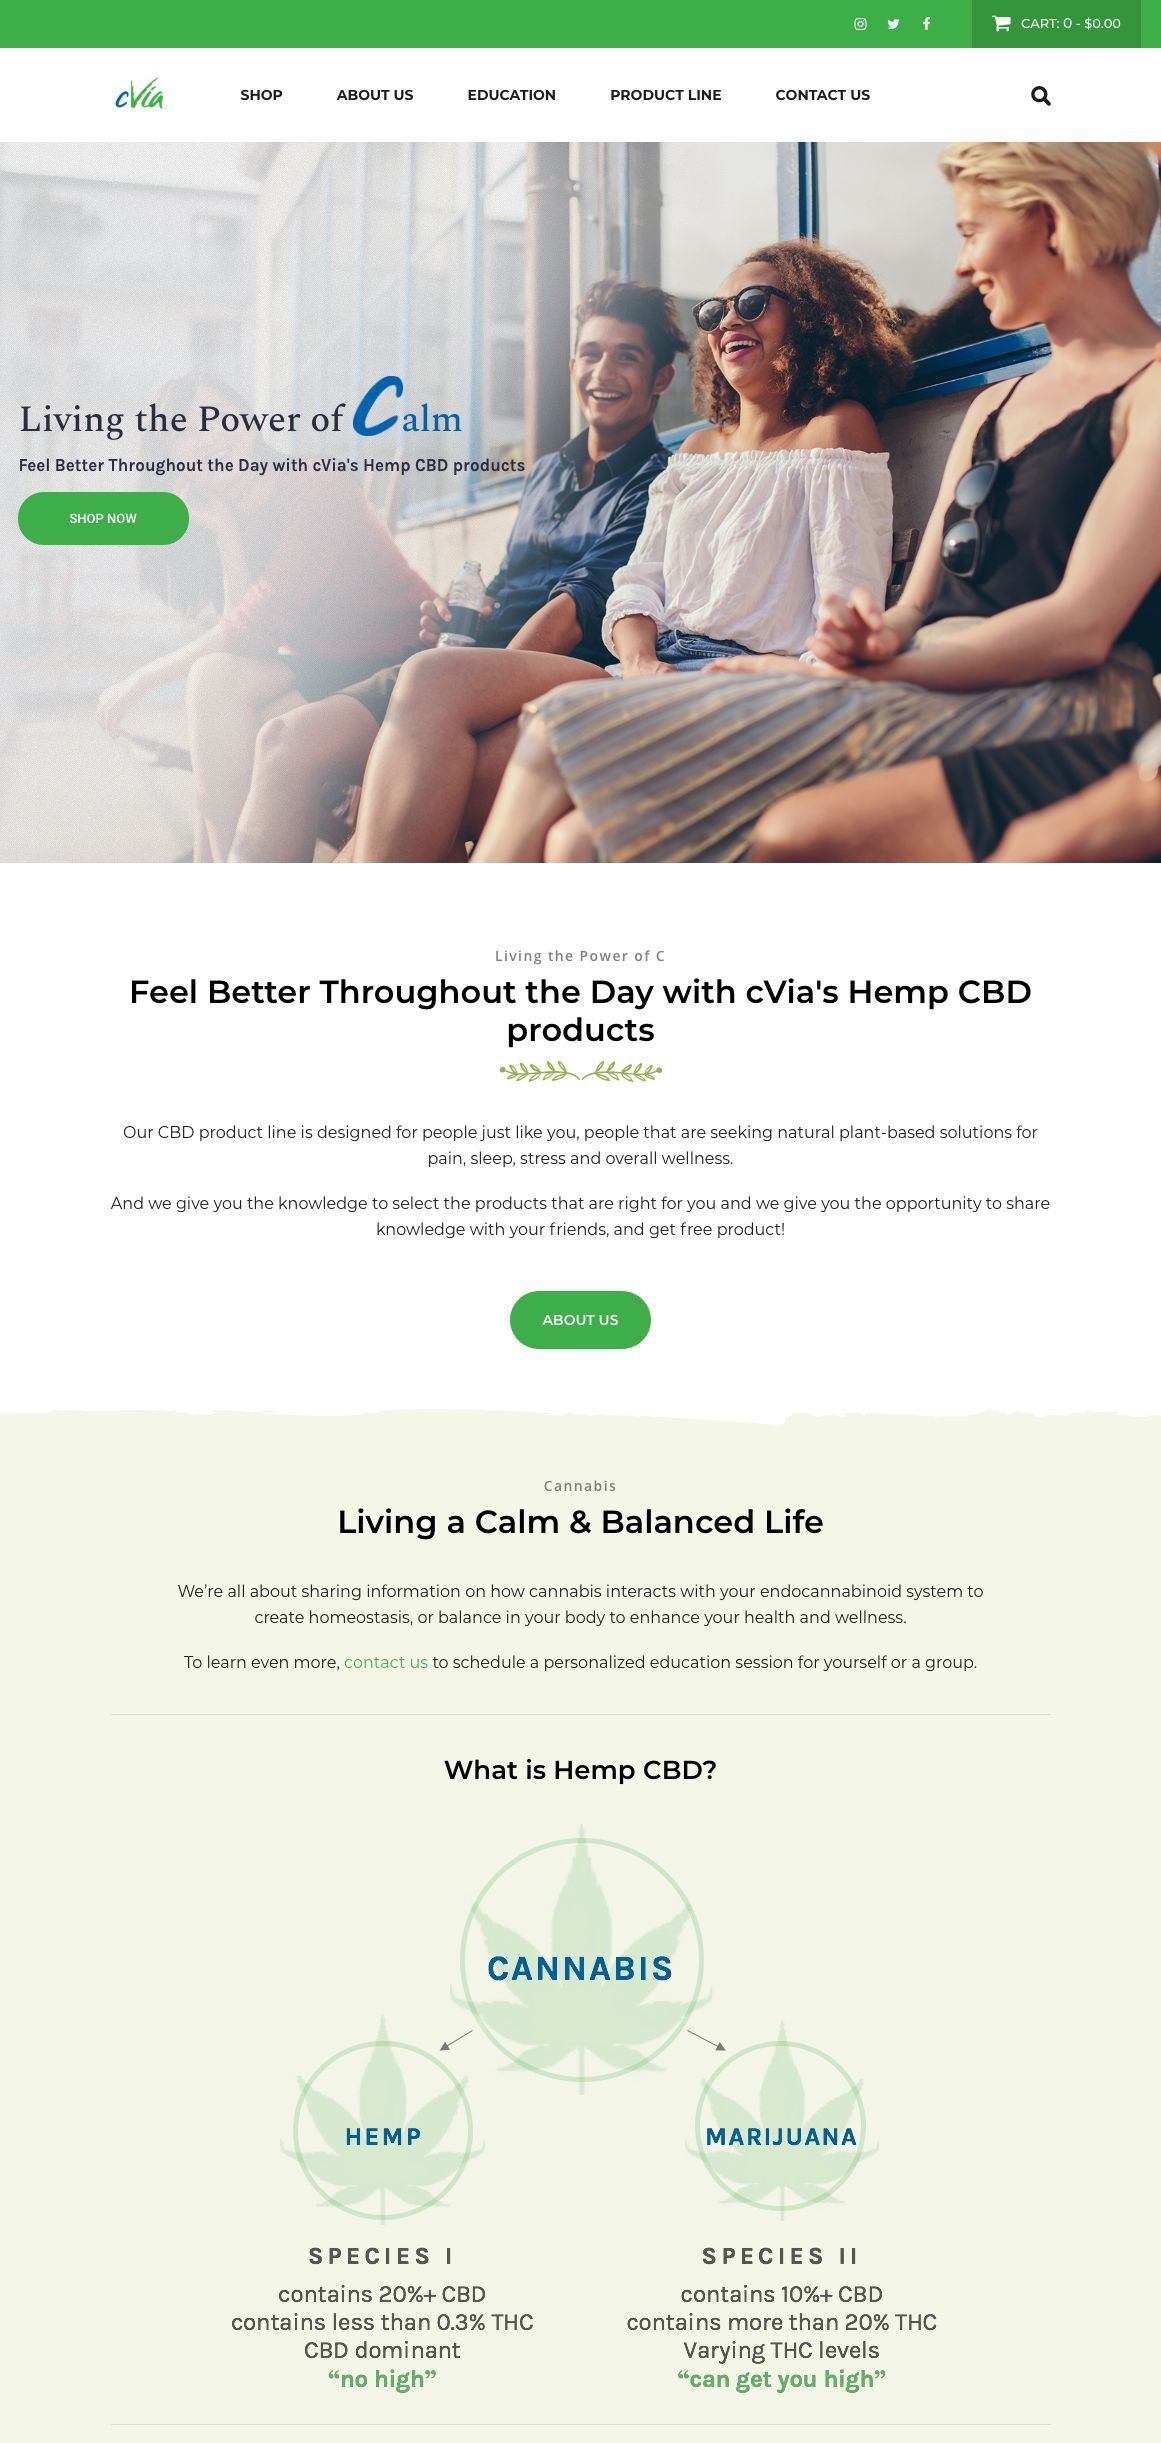 CART: 0 - $0.00
cVia
SHOP
ABOUT US
EDUCATION
PRODUCT LINE
CONTACT US
Living the Power of Calm
Feel Better Throughout the Day with cVia's Hemp CBD products
SHOP NOW
Living the Power of C
Feel Better Throughout the Day with cVia's Hemp CBD
products
Our CBD product line is designed for people just like you, people that are seeking natural plant-based solutions for
pain, sleep, stress and overall wellness.
And we give you the knowledge to select the products that are right for you and we give you the opportunity to share
knowledge with your friends, and get free product!
ABOUT US
Cannabis
Living a Calm & Balanced Life
We’re all about sharing information on how cannabis interacts with your endocannabinoid system to
create homeostasis, or balance in your body to enhance your health and wellness.
To learn even more, contact us to schedule a personalized education session for yourself or a group.
What is Hemp CBD?
CANNABIS
HEMP
MARIJUANA
SPECIES I
contains 20%+ CBD
contains less than 0.3% THC
CBD dominant
“no high”
SPECIES II
contains 10%+ CBD
contains more than 20% THC
Varying THC levels
“can get you high”